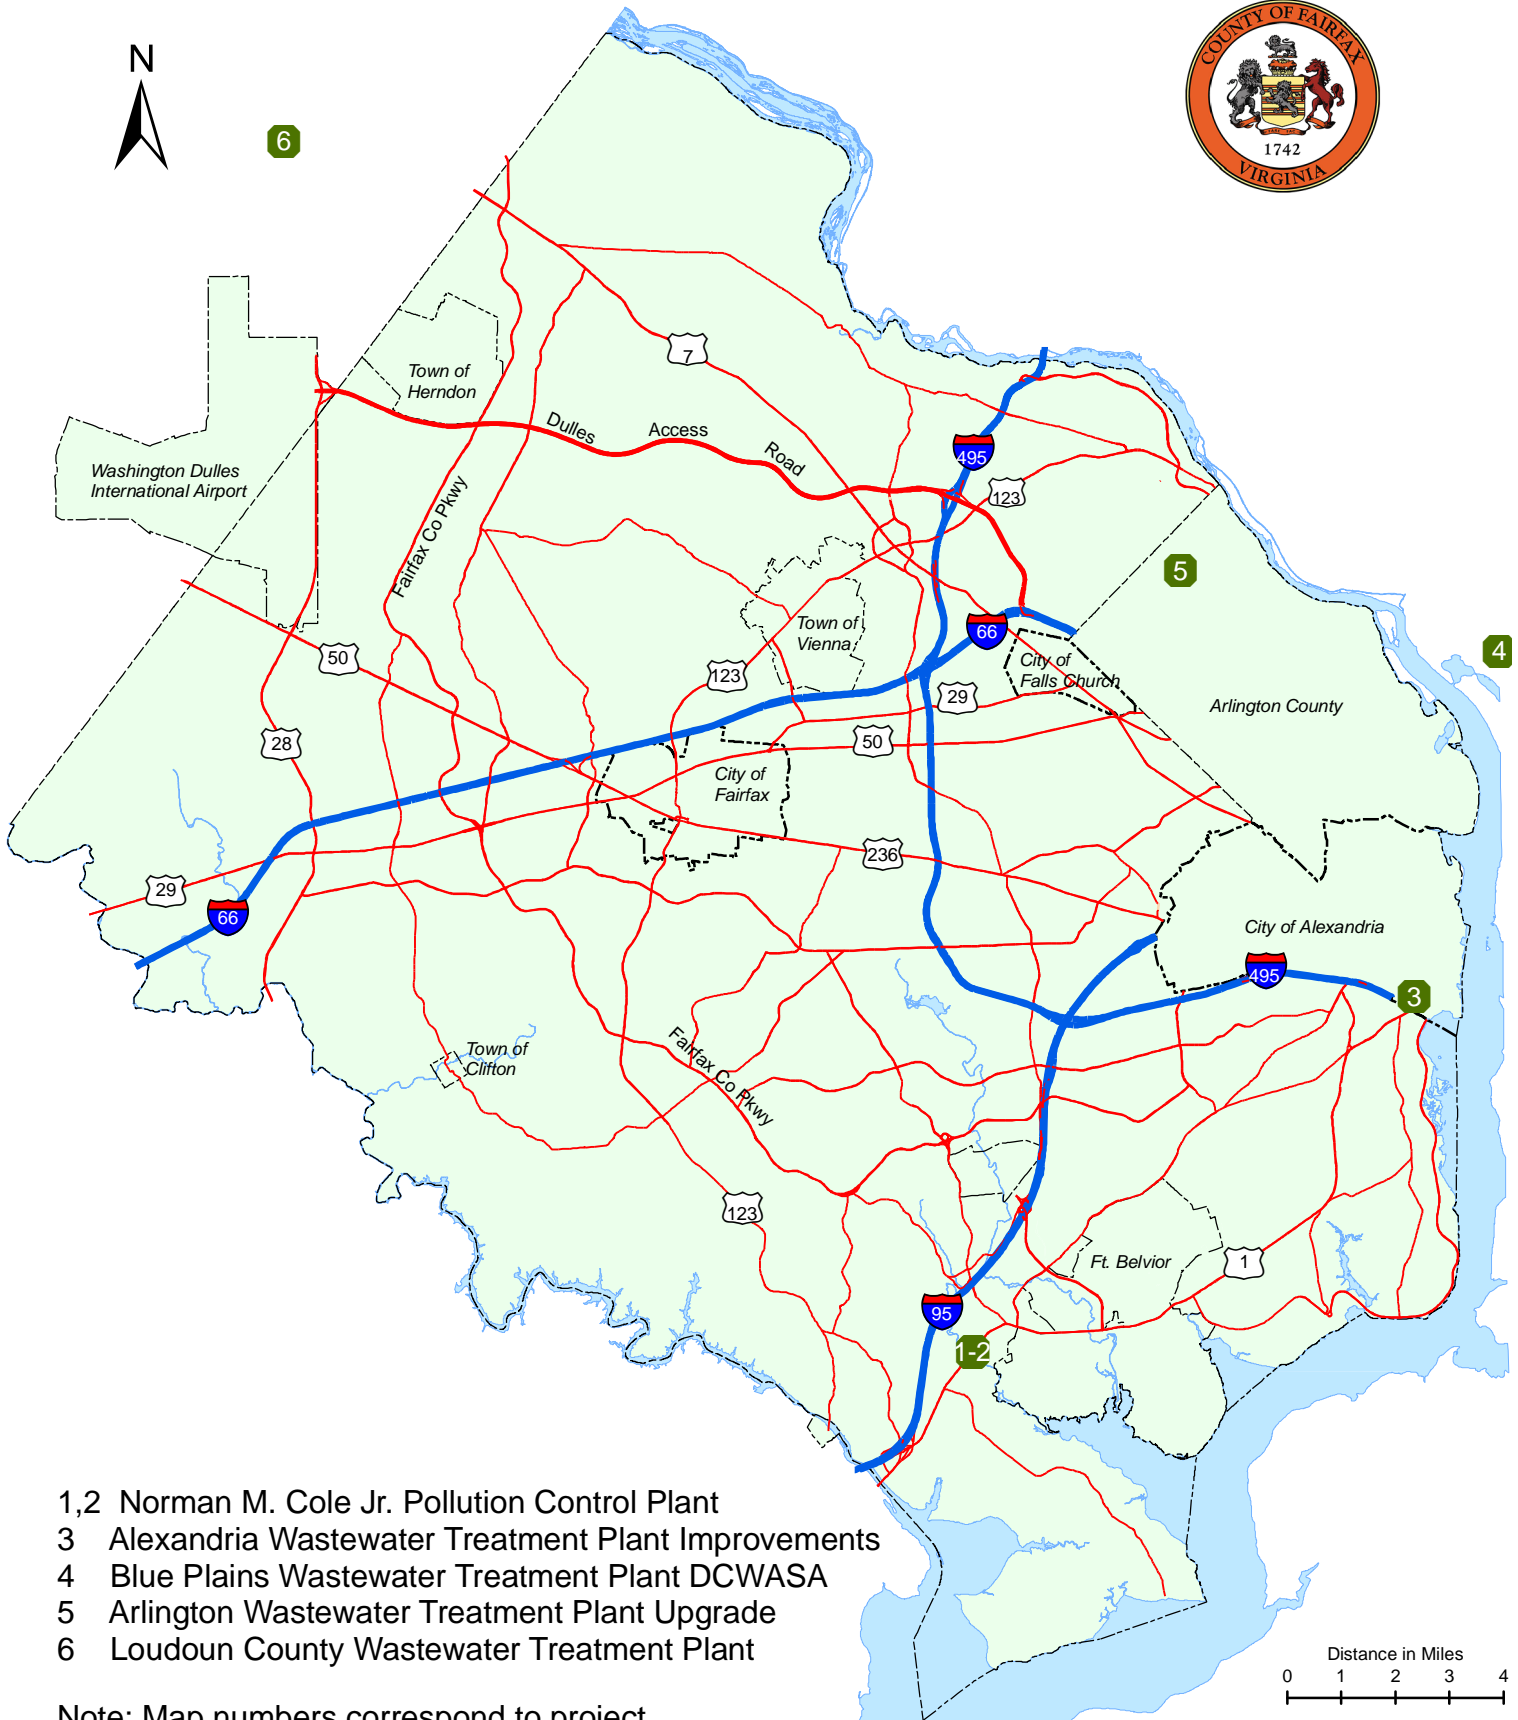 N
COUNTY OF FAIRFAX
1742
VIRGINIA
6
7
Town of
Herndon
Dulles Access Road
495
123
Washington Dulles
International Airport
Fairfax Co Pkwy
5
Town of
Vienna
66
4
50
123
City of
Falls Church
29
Arlington County
28
50
City of
Fairfax
236
29
66
City of Alexandria
495
3
Town of
Clifton
Fairfax Co Pkwy
123
Ft. Belvior
1
95
1-2
1,2 Norman M. Cole Jr. Pollution Control Plant
3 Alexandria Wastewater Treatment Plant Improvements
4 Blue Plains Wastewater Treatment Plant DCWASA
5 Arlington Wastewater Treatment Plant Upgrade
6 Loudoun County Wastewater Treatment Plant
Note: Map numbers correspond to project
Distance in Miles
0 1 2 3 4